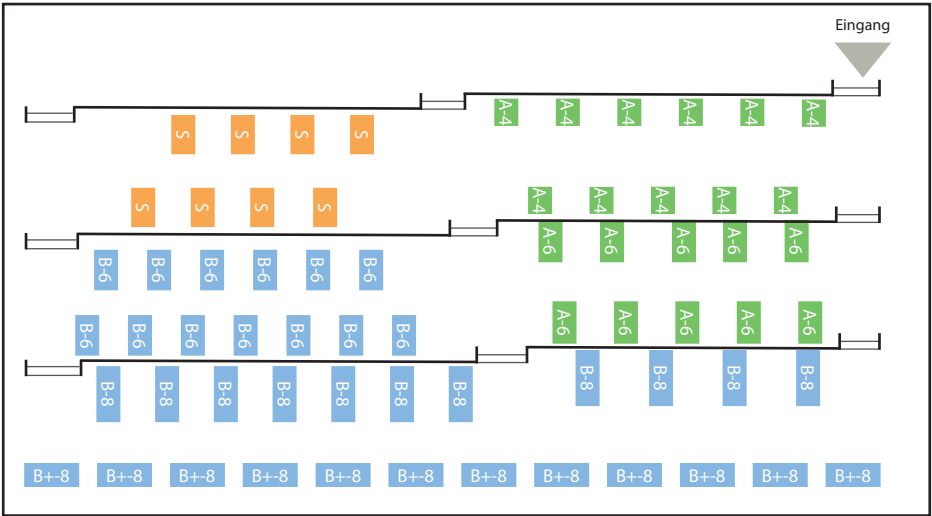 Eingang
A-4 A-4 A-4 A-4 A-4 A-4
S S S S
A-4 A-4 A-4 A-4 A-4
S S S S
A-6 A-6 A-6 A-6 A-6
B-6 B-6 B-6 B-6 B-6 B-6
A-6 A-6 A-6 A-6 A-6
B-6 B-6 B-6 B-6 B-6 B-6 B-6
B-8 B-8 B-8 B-8
B-8 B-8 B-8 B-8 B-8 B-8 B-8
B+-8 B+-8 B+-8 B+-8 B+-8 B+-8 B+-8 B+-8 B+-8 B+-8 B+-8 B+-8